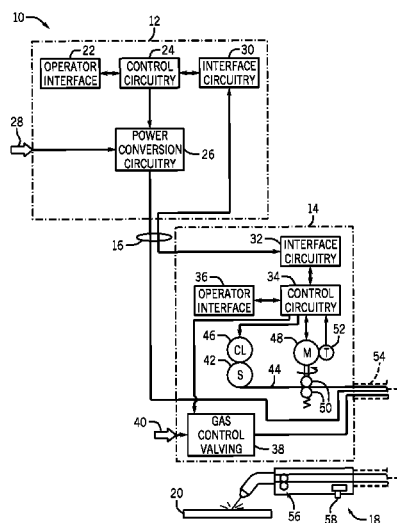 10
12
22
24
30
OPERATOR
INTERFACE
CONTROL
CIRCUITRY
INTERFACE
CIRCUITRY
28
POWER
CONVERSION
CIRCUITRY
26
16
14
32
INTERFACE
CIRCUITRY
36
34
OPERATOR
INTERFACE
CONTROL
CIRCUITRY
46
CL
48
M
T
52
42
S
44
50
54
40
GAS
CONTROL
VALVING
38
20
56
58
18